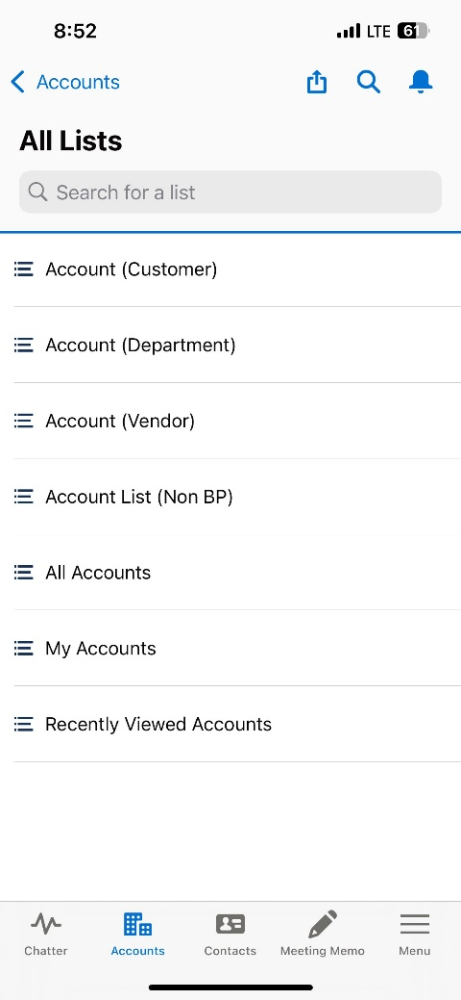 8:52
LTE 61
Accounts
All Lists
Search for a list
Account (Customer)
Account (Department)
Account (Vendor)
Account List (Non BP)
All Accounts
My Accounts
Recently Viewed Accounts
Chatter Accounts Contacts Meeting Memo Menu